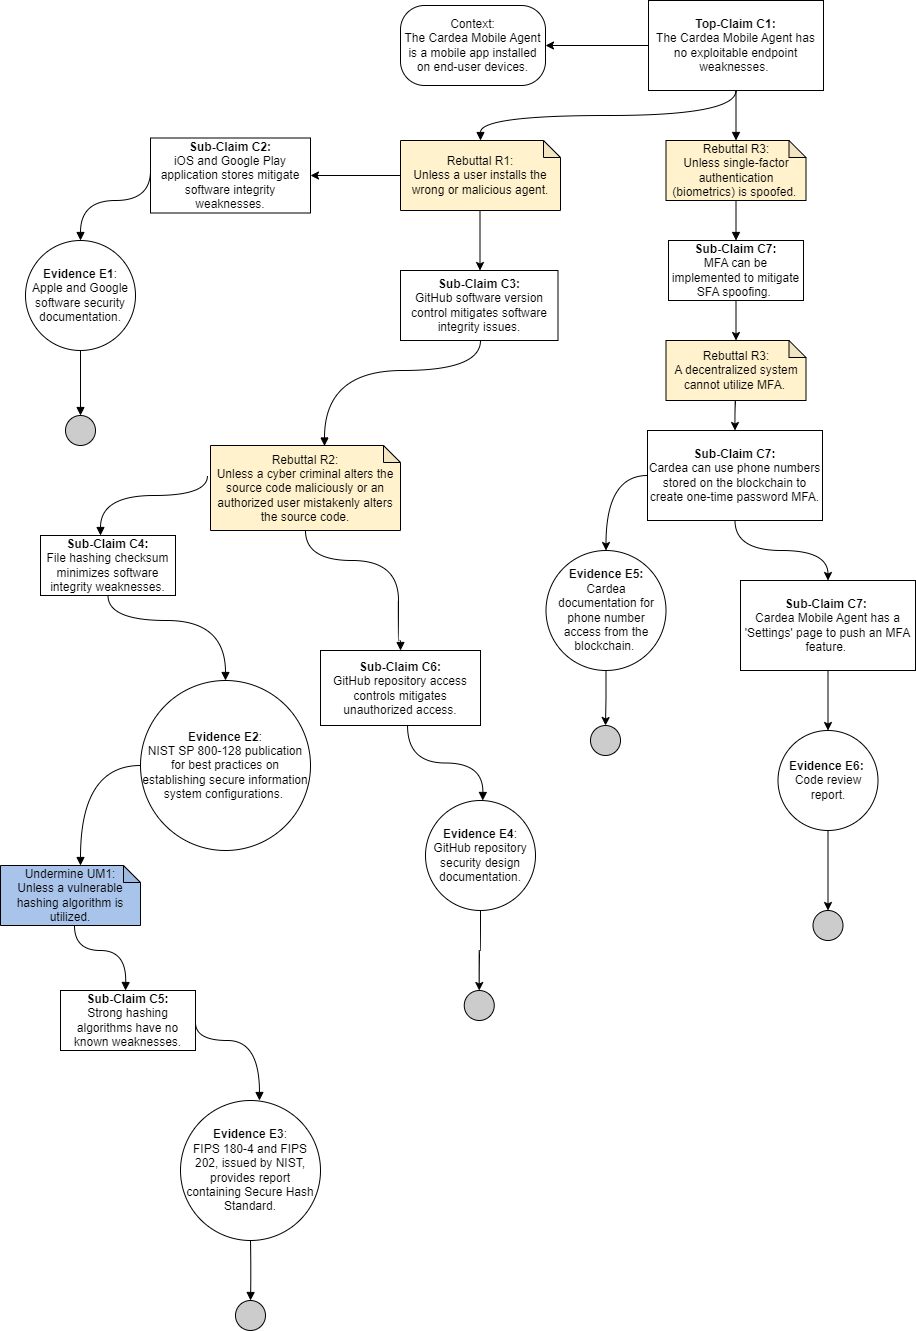 Context:
The Cardea Mobile Agent
is a mobile app installed
on end-user devices.
Top-Claim C1:
The Cardea Mobile Agent has
no exploitable endpoint
weaknesses.
Sub-Claim C2:
iOS and Google Play
application stores mitigate
software integrity
weaknesses.
Rebuttal R1:
Unless a user installs the
wrong or malicious agent.
Rebuttal R3:
Unless single-factor
authentication
(biometrics) is spoofed.
Evidence E1:
Apple and Google
software security
documentation.
Sub-Claim C3:
GitHub software version
control mitigates software
integrity issues.
Sub-Claim C7:
MFA can be
implemented to mitigate
SFA spoofing.
Rebuttal R3:
A decentralized system
cannot utilize MFA.
Rebuttal R2:
Unless a cyber criminal alters the
source code maliciously or an
authorized user mistakenly alters
the source code.
Sub-Claim C7:
Cardea can use phone numbers
stored on the blockchain to
create one-time password MFA.
Sub-Claim C4:
File hashing checksum
minimizes software
integrity weaknesses.
Evidence E5:
Cardea
documentation for
phone number
access from the
blockchain.
Sub-Claim C7:
Cardea Mobile Agent has a
'Settings' page to push an MFA
feature.
Sub-Claim C6:
GitHub repository access
controls mitigates
unauthorized access.
Evidence E2:
NIST SP 800-128 publication
for best practices on
establishing secure information
system configurations.
Evidence E6:
Code review
report.
Evidence E4:
GitHub repository
security design
documentation.
Undermine UM1:
Unless a vulnerable
hashing algorithm is
utilized.
Sub-Claim C5:
Strong hashing
algorithms have no
known weaknesses.
Evidence E3:
FIPS 180-4 and FIPS
202, issued by NIST,
provides report
containing Secure Hash
Standard.